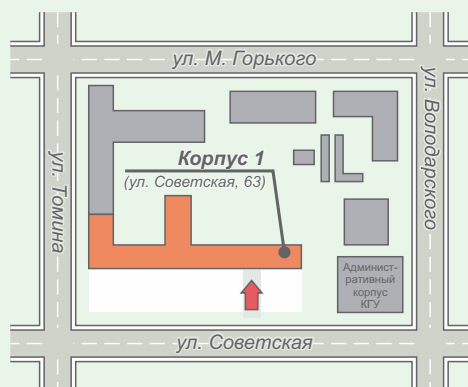 ул. М. Горького
ул. Володарского
Корпус 1
(ул. Советская, 63)
ул. Томина
Админист-
ративный
корпус
КГУ
ул. Советская